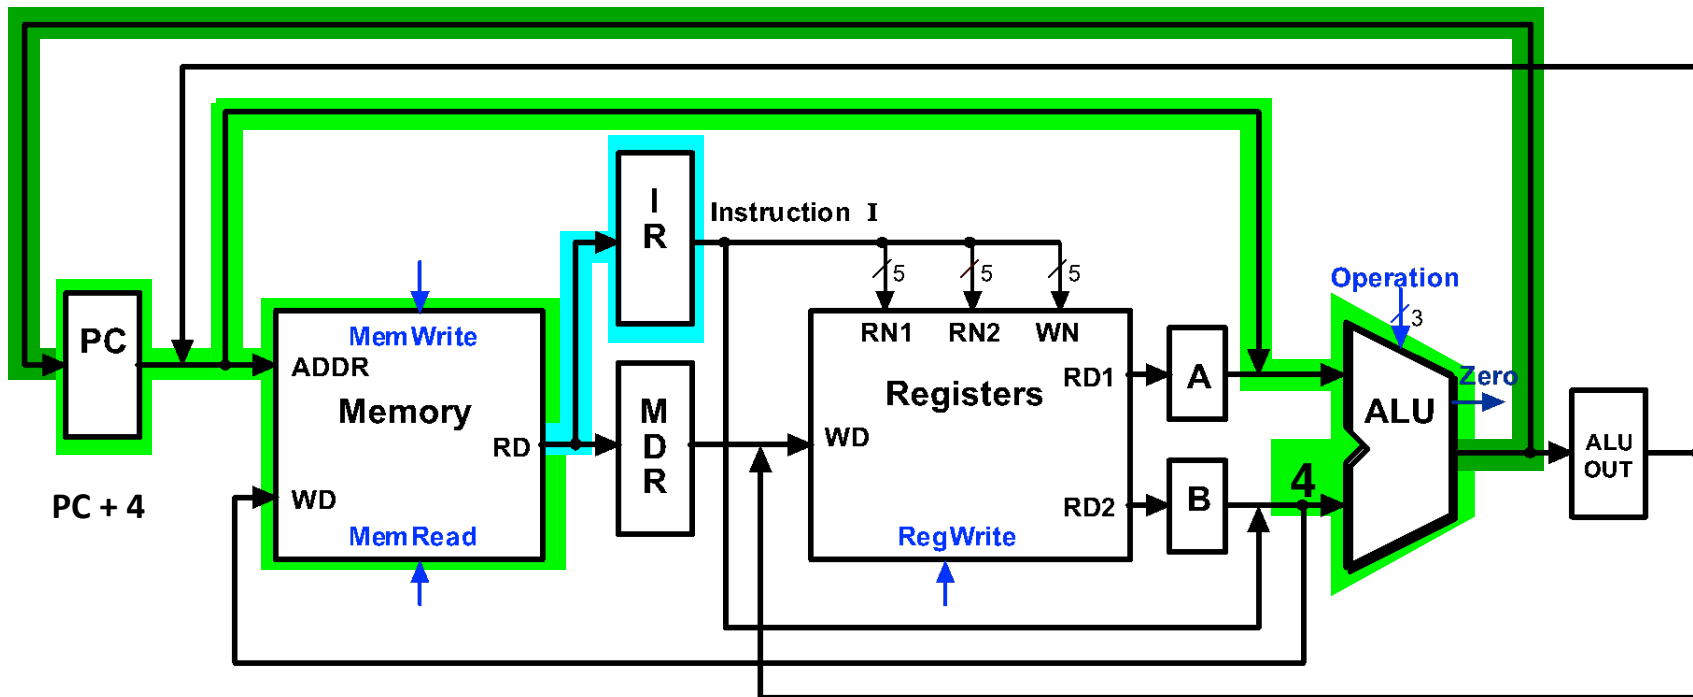 I
R
Instruction I
5
5
5
Operation
3
PC
MemWrite
ADDR
Memory
RD
WD
MemRead
PC + 4
M
D
R
RN1
RN2
WN
RD1
Registers
WD
RD2
RegWrite
A
B
4
ALU
Zero
ALU
OUT